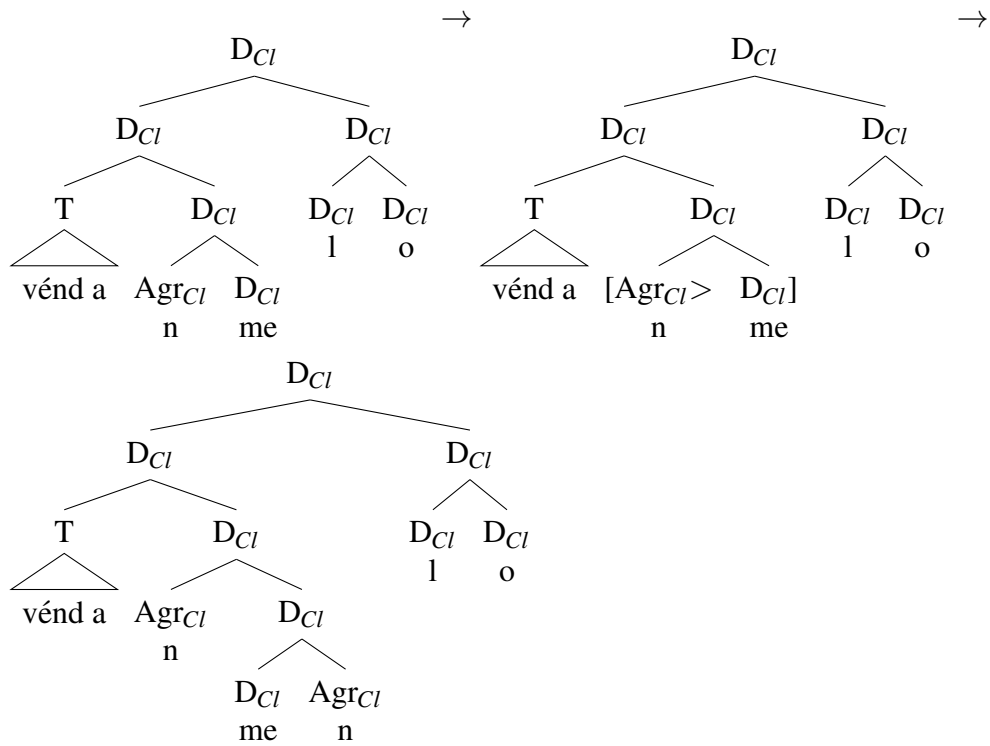 → →
D_Cl D_Cl
D_Cl D_Cl D_Cl D_Cl
T D_Cl D_Cl D_Cl T D_Cl D_Cl D_Cl
l o l o
vénd a Agr_Cl D_Cl vénd a [Agr_Cl> D_Cl]
n me n me
D_Cl
D_Cl D_Cl
T D_Cl D_Cl D_Cl
l o
vénd a Agr_Cl D_Cl
n
D_Cl Agr_Cl
me n